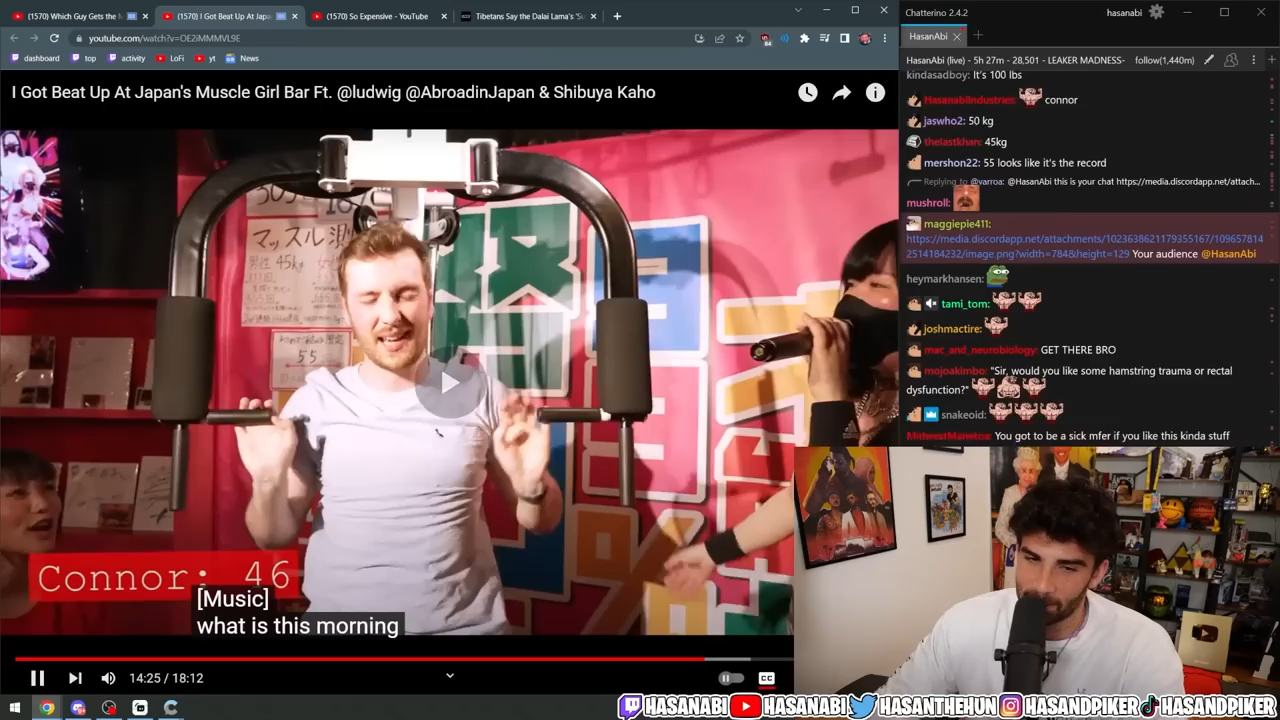 (1570) Which Guy Gets the M
(1570) I Got Beat Up At Japa
(1570) So Expensive - YouTube
Tibetans Say the Dalai Lama's 'Su
youtube.com/watch?v=OE2iMMMVL9E
dashboard
top
activity
LoFi
yt
News
I Got Beat Up At Japan's Muscle Girl Bar Ft. @ludwig @AbroadinJapan & Shibuya Kaho
マッスル
45kg
55
Connor: 46
[Music]
what is this morning
14:25 / 18:12
CC
Chatterino 2.4.2
hasanabi
HasanAbi
HasanAbi (live) - 5h 27m - 28,501 - LEAKER MADNESS-
follow(1,440m)
kindasadboy: It's 100 lbs
HasanabiIndustries: connor
jaswho2: 50 kg
thelastkhan: 45kg
mershon22: 55 looks like it's the record
Replying to @varroa: @HasanAbi this is your chat https://media.discordapp.net/attach...
mushroll:
maggiepie411:
https://media.discordapp.net/attachments/1023638621179355167/109657814
2514184232/image.png?width=784&height=129 Your audience @HasanAbi
heymarkhansen:
tami_tom:
joshmactire:
mac_and_neurobiology: GET THERE BRO
mojoakimbo: "Sir, would you like some hamstring trauma or rectal
dysfunction?"
snakeoid:
MidwestManetoa: You got to be a sick mfer if you like this kinda stuff
HASANABI HASANABI HASANTHEHUN HASANDPIKER HASANDPIKER